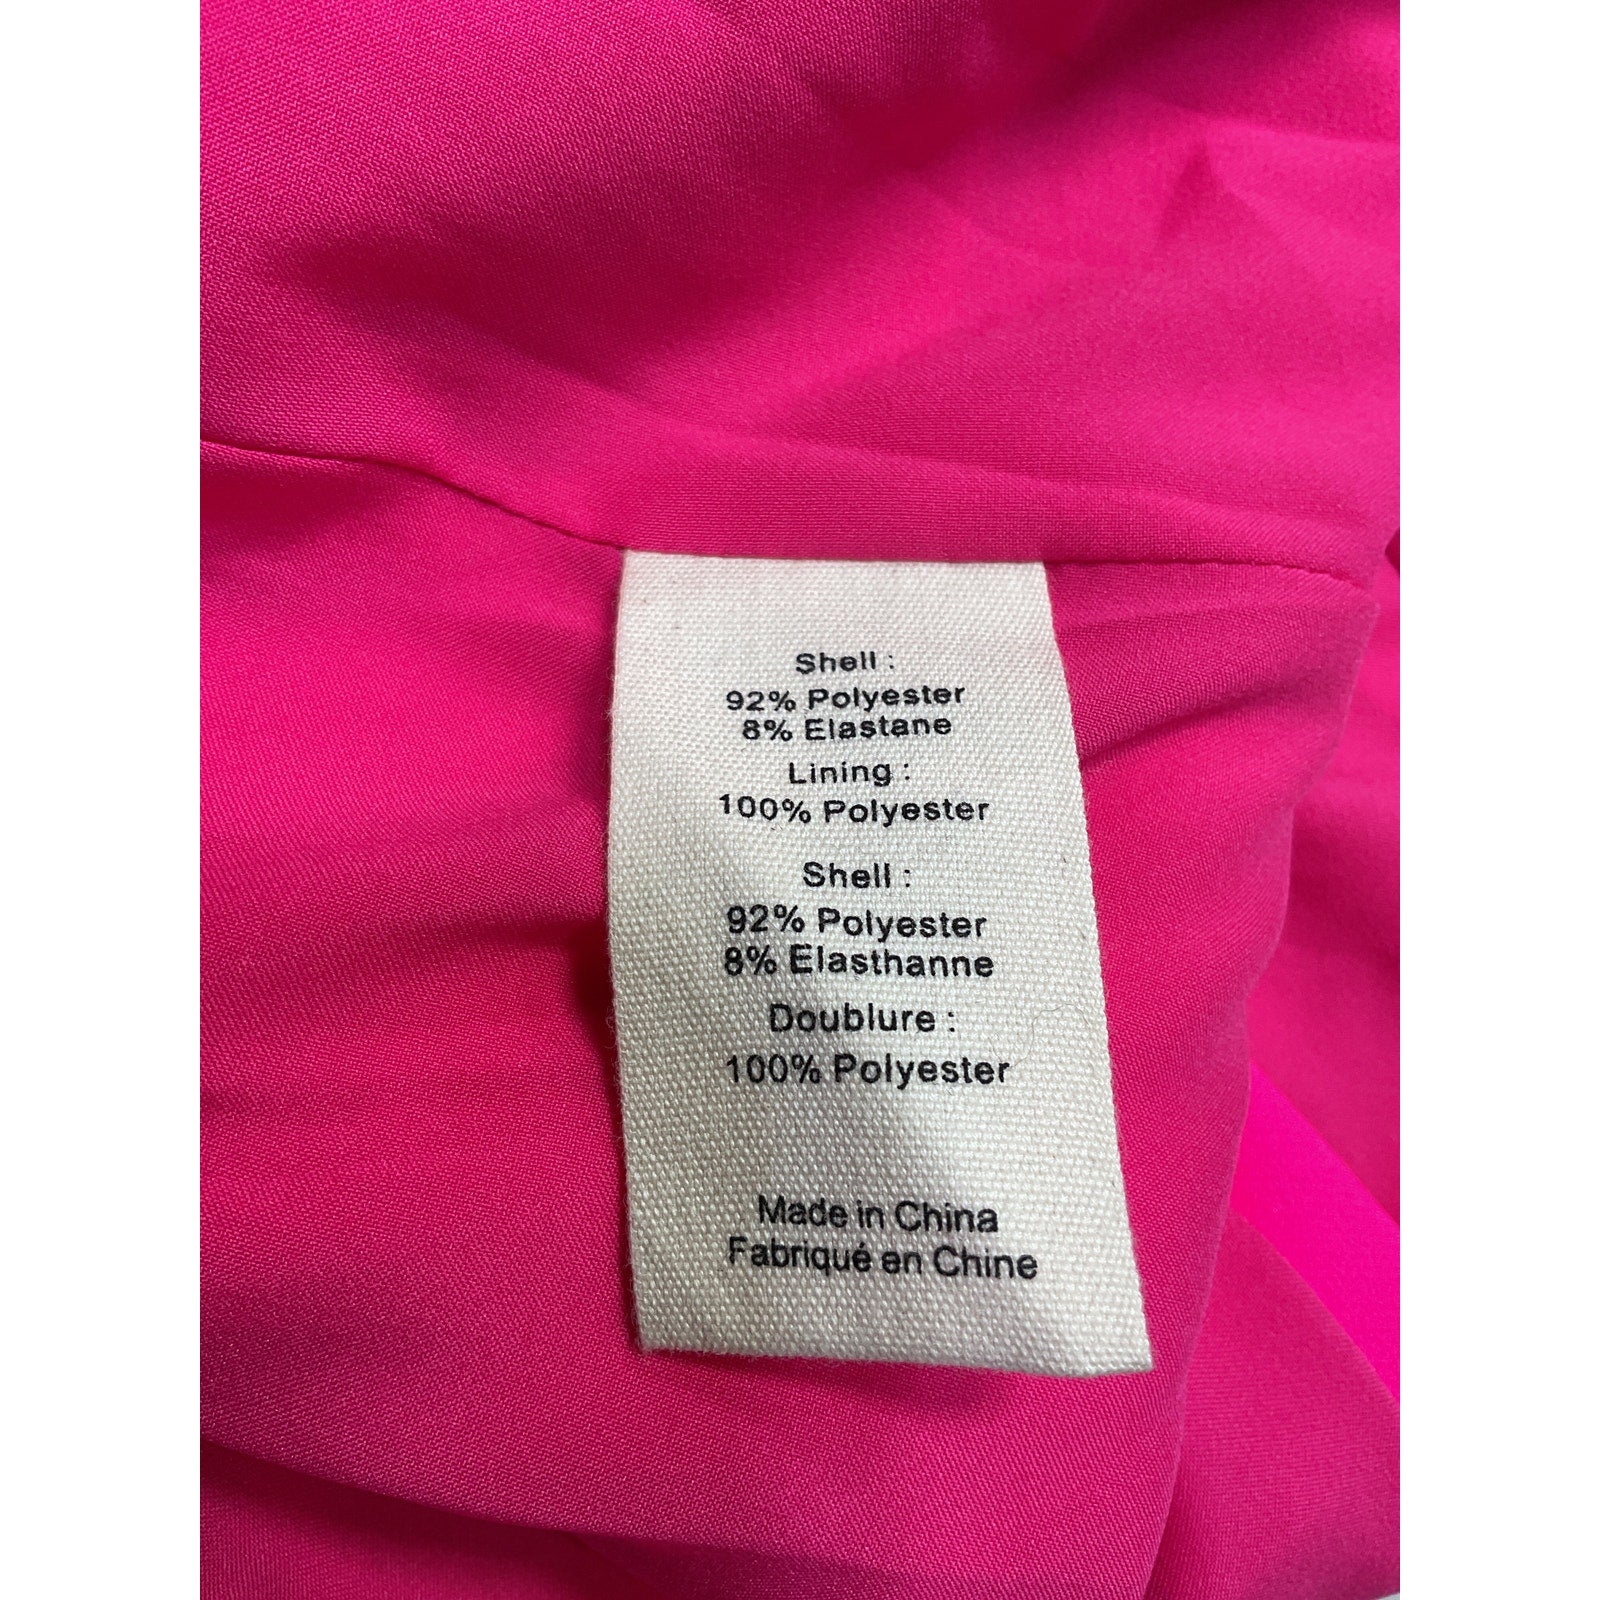 Shell :
92% Polyester
8% Elastane
Lining :
100% Polyester
Shell :
92% Polyester
8% Elasthanne
Doublure :
100% Polyester
Made in China
Fabriqué en Chine